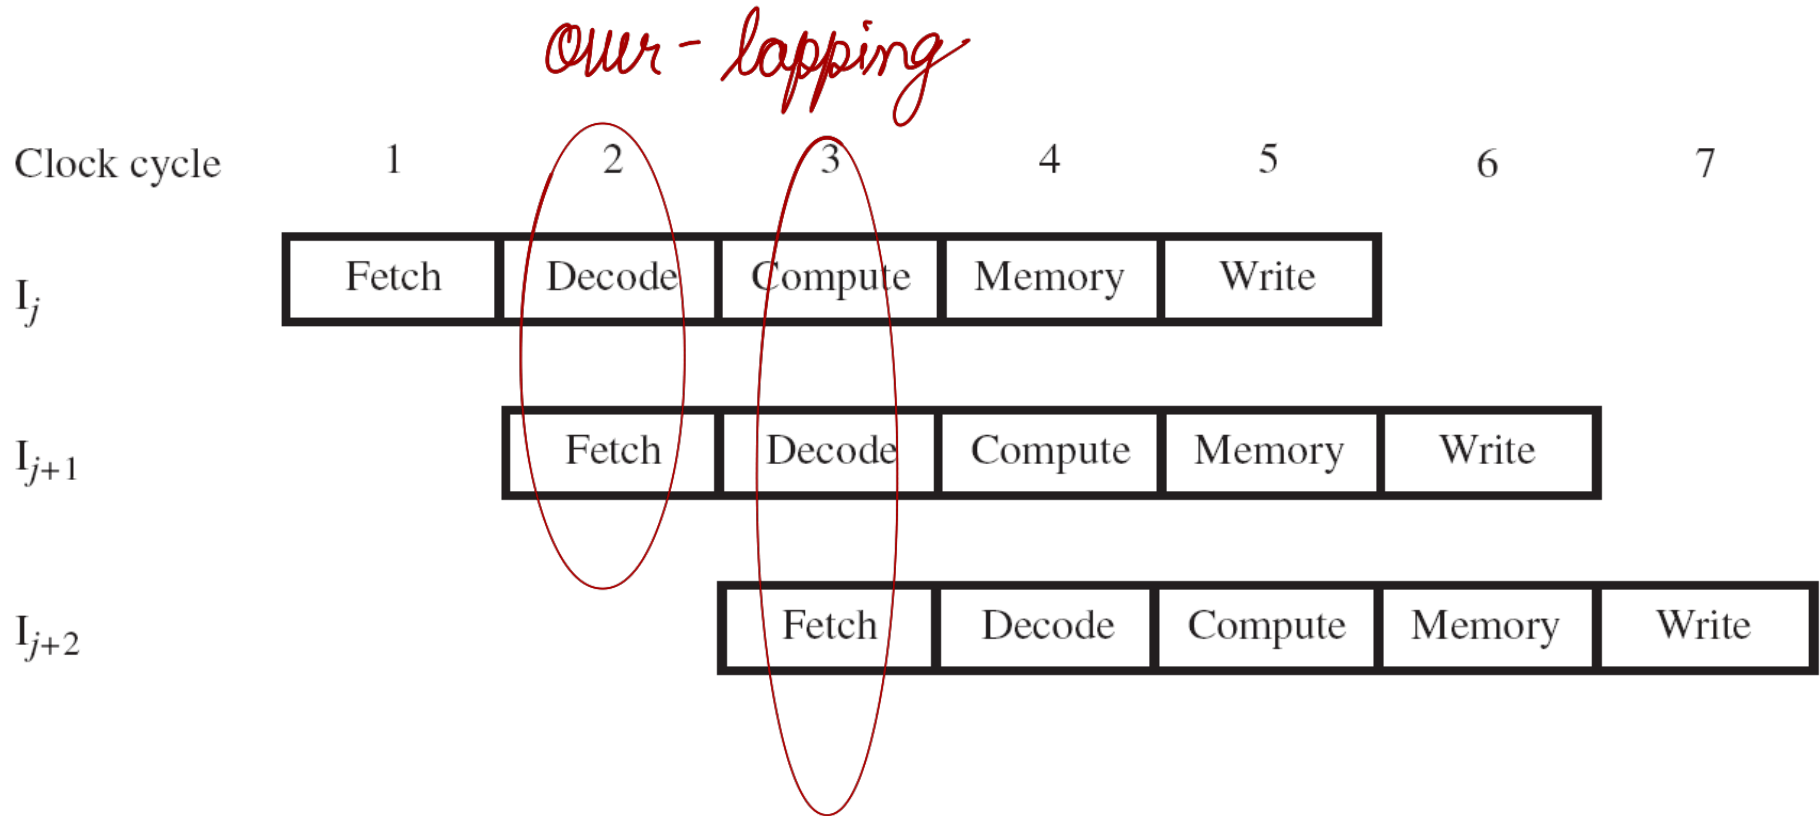 over - lapping
Clock cycle 1 2 3 4 5 6 7
Ij Fetch Decode Compute Memory Write
Ij+1 Fetch Decode Compute Memory Write
Ij+2 Fetch Decode Compute Memory Write